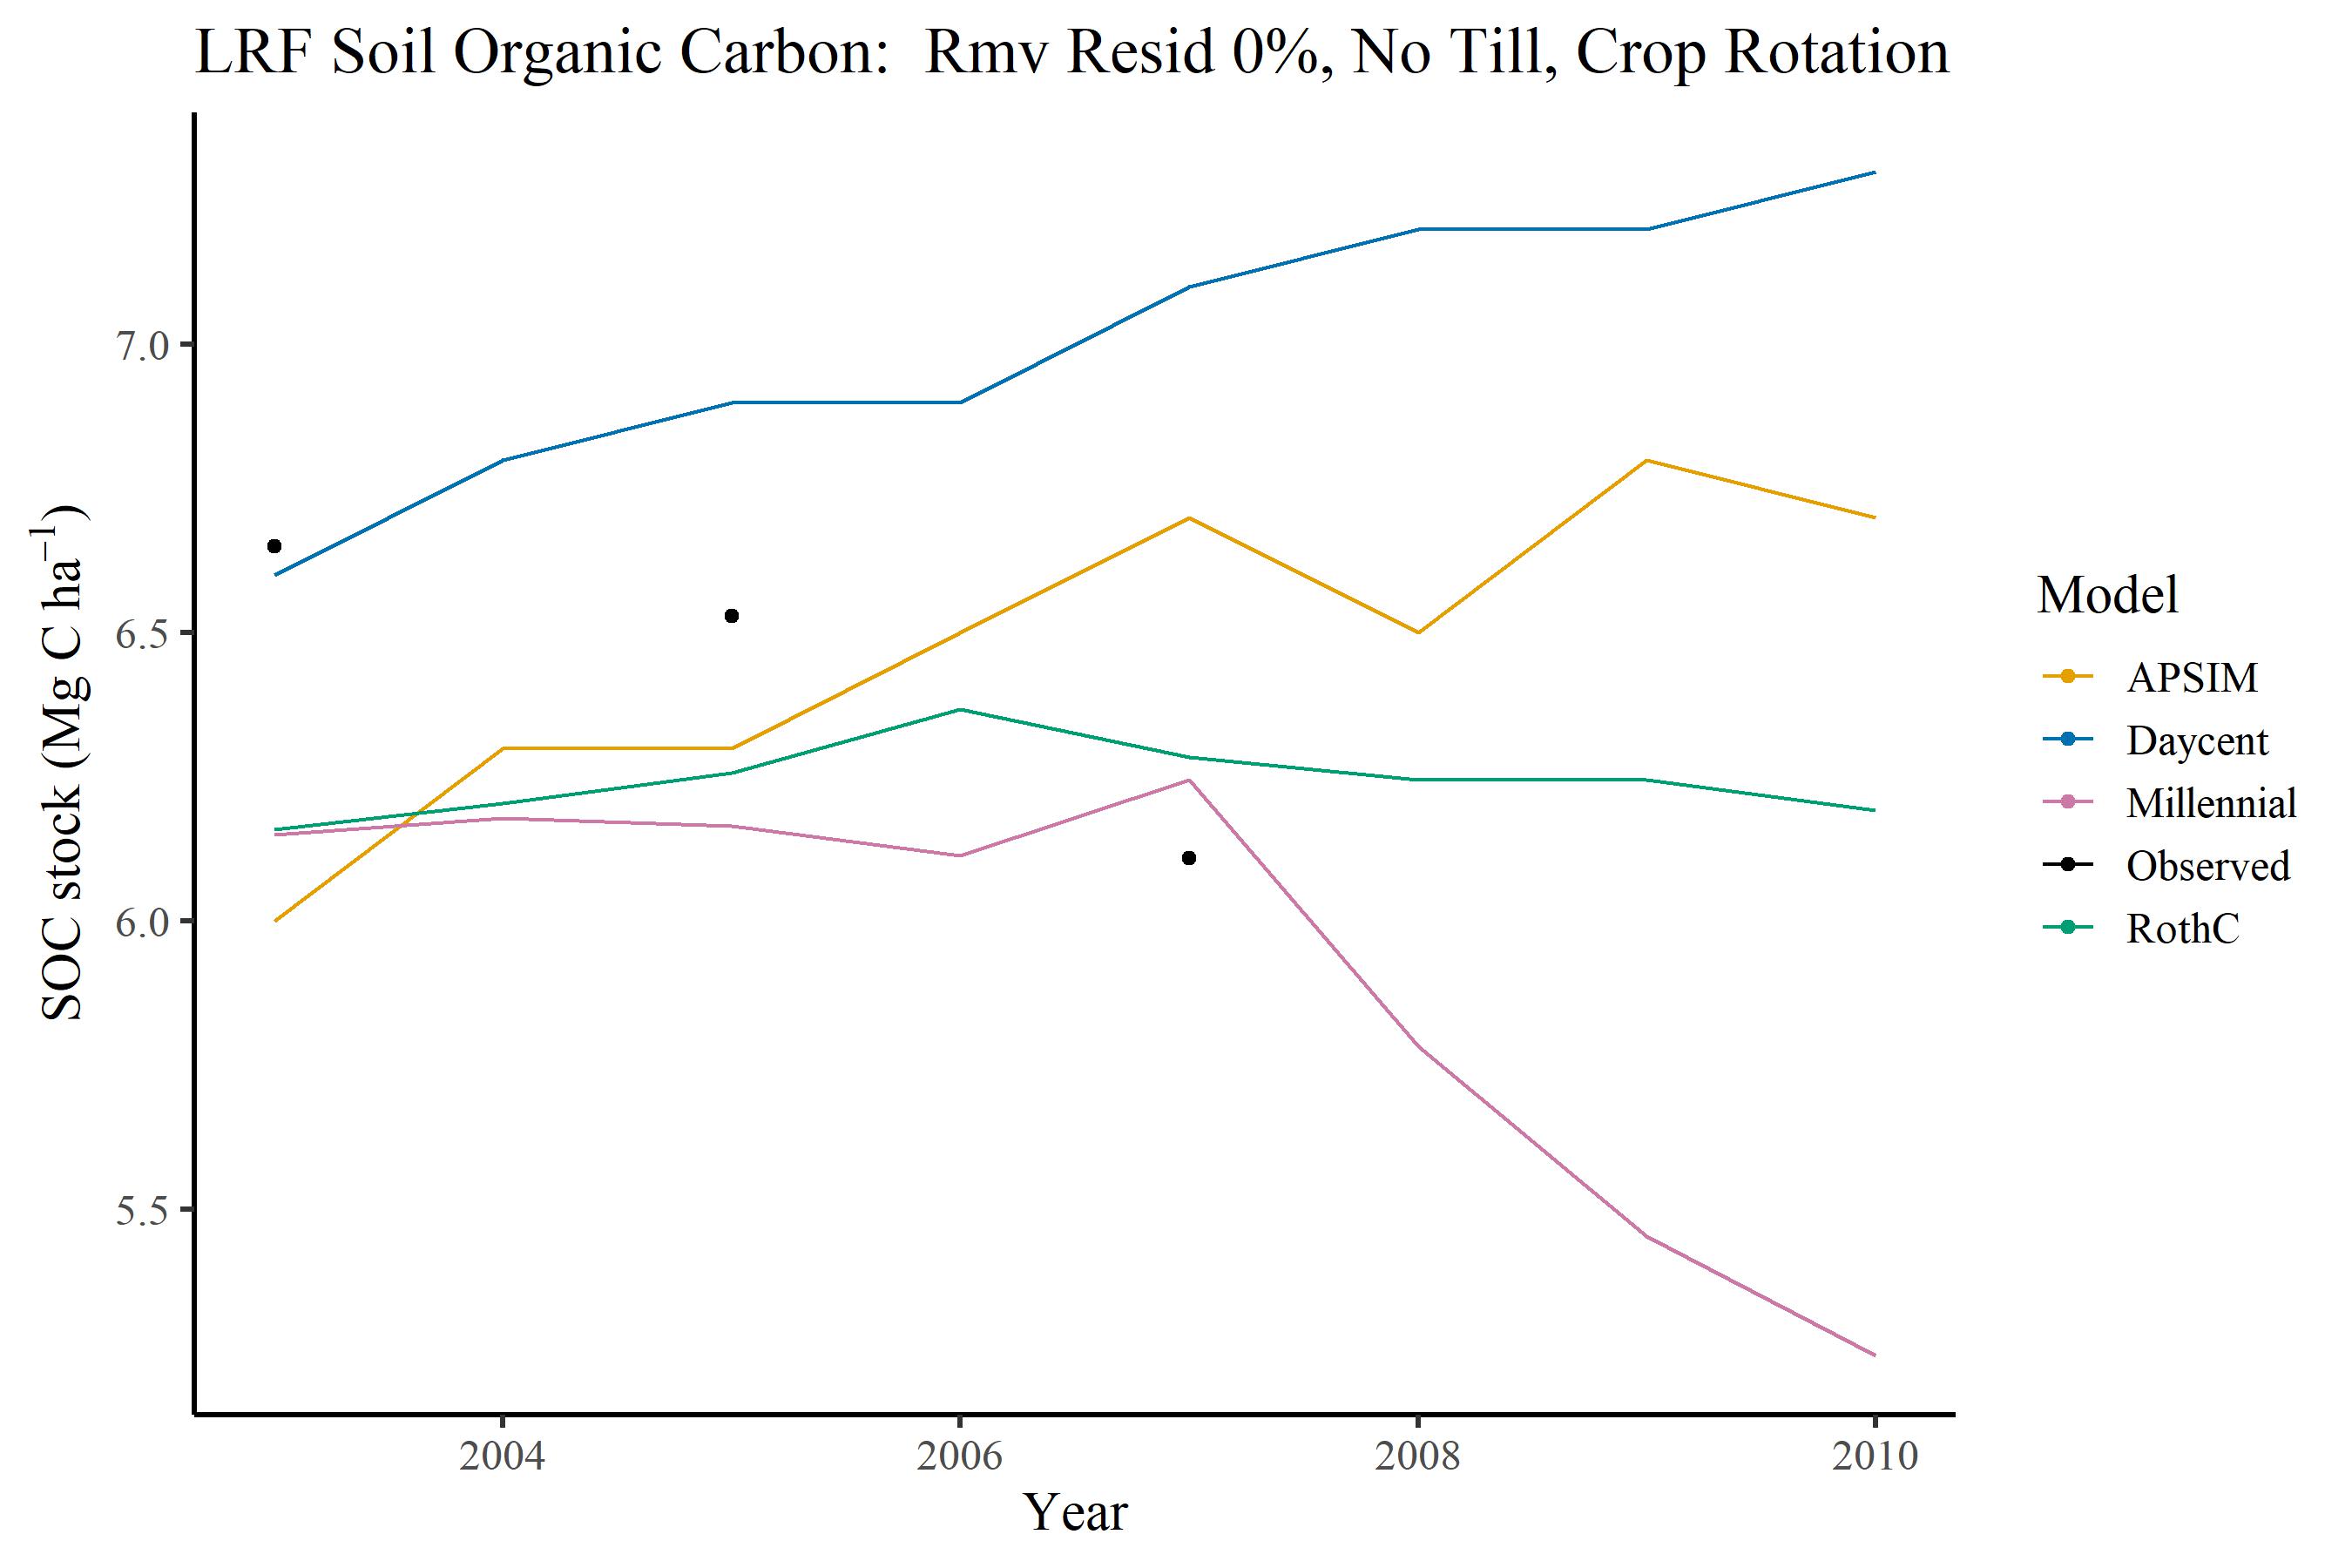 LRF Soil Organic Carbon:  Rmv Resid 0%, No Till, Crop Rotation
SOC stock (Mg C ha⁻¹)
7.0
6.5
6.0
5.5
2004
2006
2008
2010
Year
Model
APSIM
Daycent
Millennial
Observed
RothC